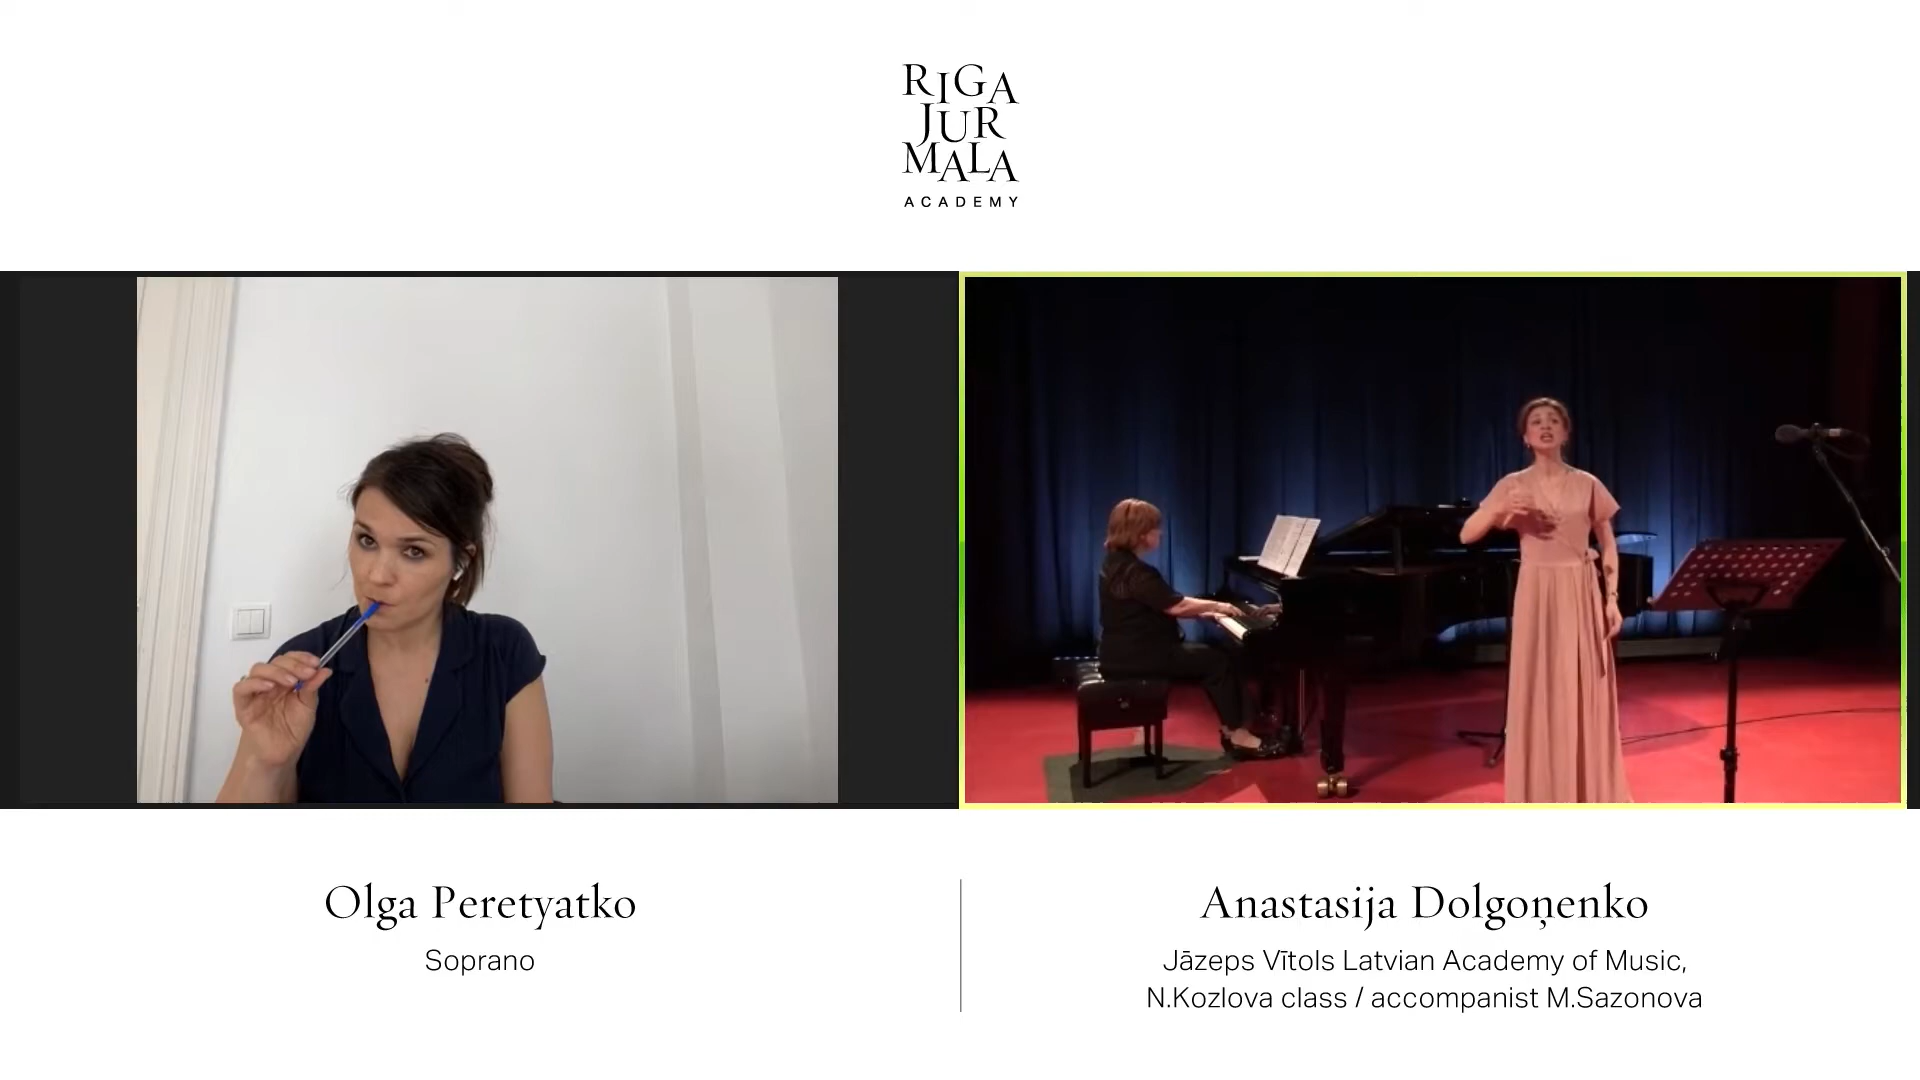 RIGA
JUR
MALA
ACADEMY
Olga Peretyatko
Soprano
Anastasija Dolgoņenko
Jāzeps Vītols Latvian Academy of Music,
N.Kozlova class / accompanist M.Sazonova